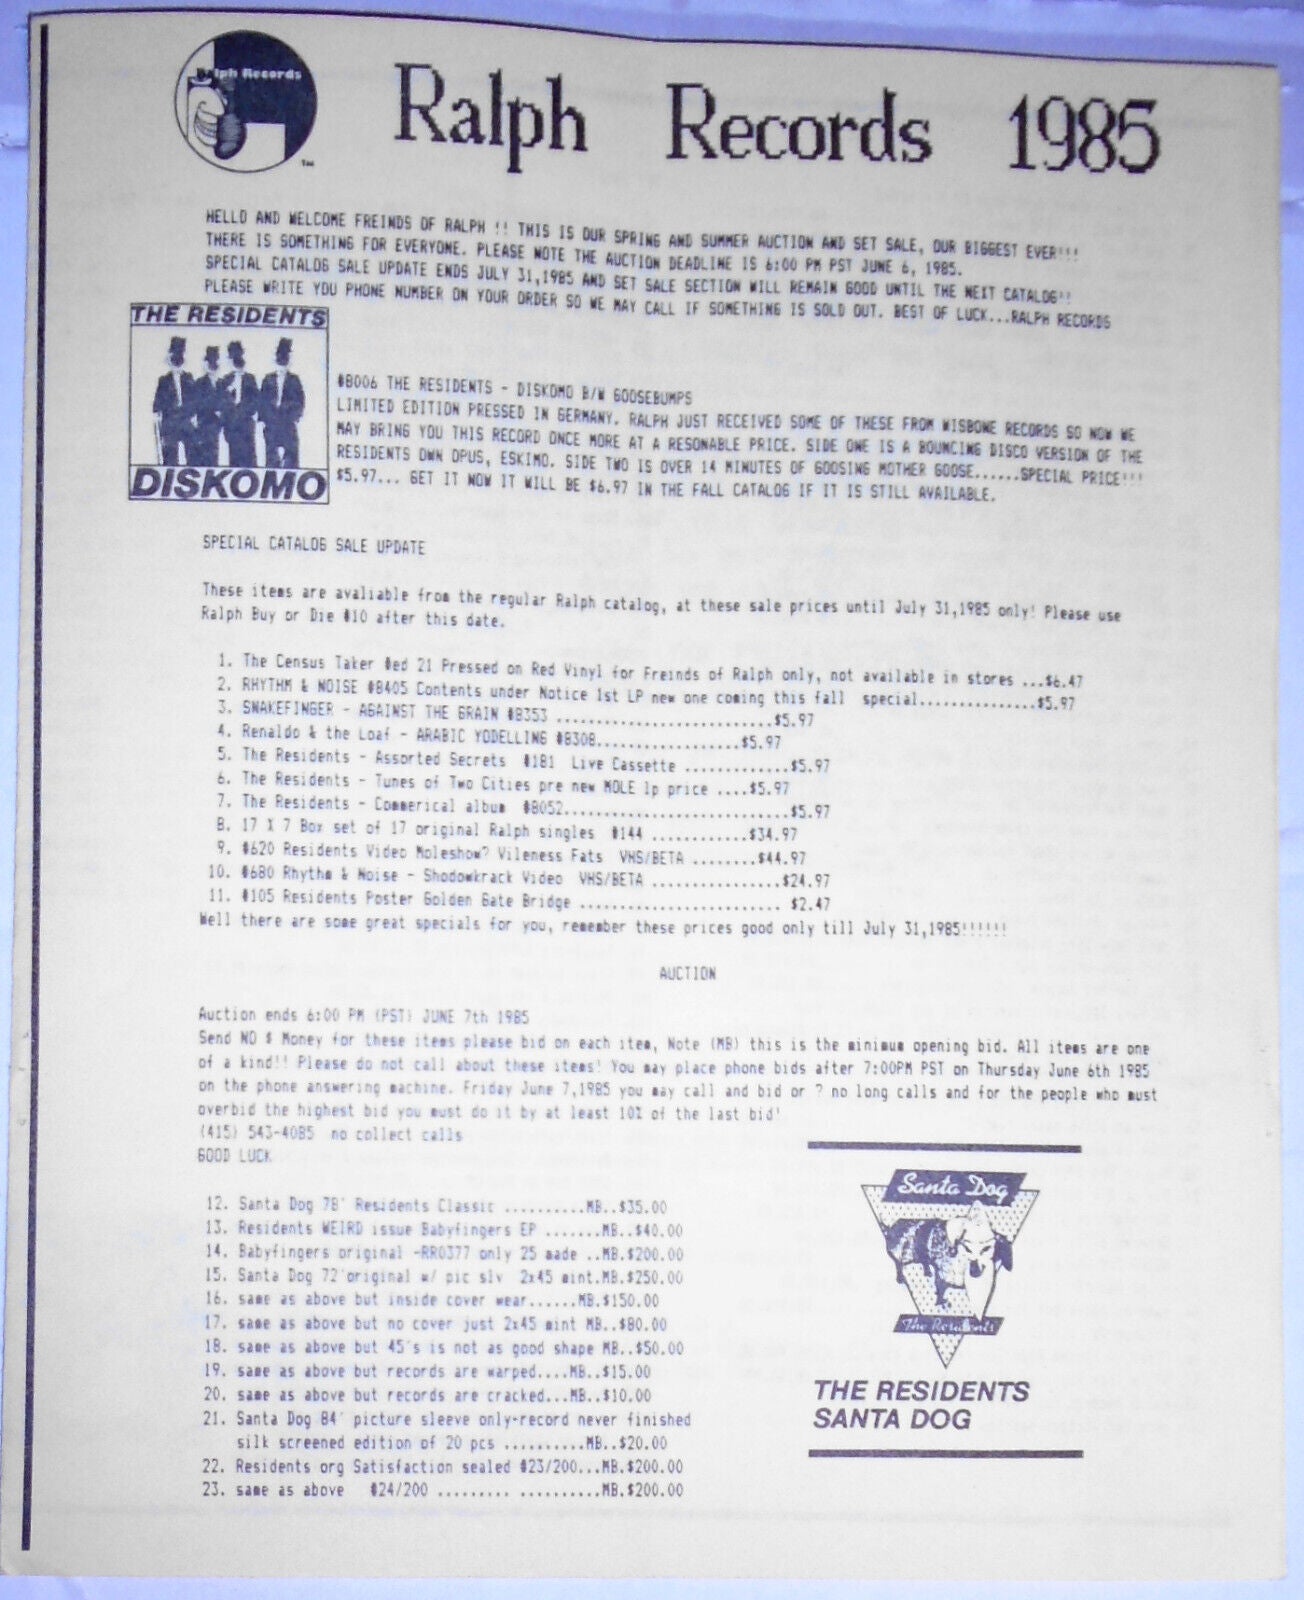 Ralph Records
TM
Ralph Records 1985
HELLO AND WELCOME FREINDS OF RALPH !! THIS IS OUR SPRING AND SUMMER AUCTION AND SET SALE, OUR BIGGEST EVER!!!
THERE IS SOMETHING FOR EVERYONE. PLEASE NOTE THE AUCTION DEADLINE IS 6:00 PM PST JUNE 6, 1985.
SPECIAL CATALOG SALE UPDATE ENDS JULY 31,1985 AND SET SALE SECTION WILL REMAIN GOOD UNTIL THE NEXT CATALOG!!
PLEASE WRITE YOU PHONE NUMBER ON YOUR ORDER SO WE MAY CALL IF SOMETHING IS SOLD OUT. BEST OF LUCK...RALPH RECORDS
THE RESIDENTS
DISKOMO
#8006 THE RESIDENTS - DISKOMO B/W GOOSEBUMPS
LIMITED EDITION PRESSED IN GERMANY. RALPH JUST RECEIVED SOME OF THESE FROM WISBONE RECORDS SO NOW WE
MAY BRING YOU THIS RECORD ONCE MORE AT A RESONABLE PRICE. SIDE ONE IS A BOUNCING DISCO VERSION OF THE
RESIDENTS OWN OPUS, ESKIMO. SIDE TWO IS OVER 14 MINUTES OF GOOSING MOTHER GOOSE......SPECIAL PRICE!!!
$5.97... GET IT NOW IT WILL BE $6.97 IN THE FALL CATALOG IF IT IS STILL AVAILABLE.
SPECIAL CATALOG SALE UPDATE
These items are avaliable from the regular Ralph catalog, at these sale prices until July 31,1985 only! Please use
Ralph Buy or Die #10 after this date.
1. The Census Taker #ed 21 Pressed on Red Vinyl for Freinds of Ralph only, not available in stores ...$6.47
2. RHYTHM & NOISE #8405 Contents under Notice 1st LP new one coming this fall special...............$5.97
3. SNAKEFINGER - AGAINST THE GRAIN #8353 ...........................$5.97
4. Renaldo & the Loaf - ARABIC YODELLING #8308..................$5.97
5. The Residents - Assorted Secrets #181 Live Cassette .............$5.97
6. The Residents - Tunes of Two Cities pre new MOLE lp price ....$5.97
7. The Residents - Commerical album #8052............................$5.97
8. 17 X 7 Box set of 17 original Ralph singles #144 ............$34.97
9. #620 Residents Video Moleshow? Vileness Fats VHS/BETA ........$44.97
10. #680 Rhythm & Noise - Shodowkrack Video VHS/BETA ................$24.97
11. #105 Residents Poster Golden Gate Bridge ......................... $2.47
Well there are some great specials for you, remember these prices good only till July 31,1985!!!!!!
AUCTION
Auction ends 6:00 PM (PST) JUNE 7th 1985
Send NO $ Money for these items please bid on each item, Note (MB) this is the minimum opening bid. All items are one
of a kind!! Please do not call about these items! You may place phone bids after 7:00PM PST on Thursday June 6th 1985
on the phone answering machine. Friday June 7,1985 you may call and bid or ? no long calls and for the people who must
overbid the highest bid you must do it by at least 10% of the last bid!
(415) 543-4085 no collect calls
GOOD LUCK
12. Santa Dog 78' Residents Classic ..........MB..$35.00
13. Residents WEIRD issue Babyfingers EP .......MB..$40.00
14. Babyfingers original -RR0377 only 25 made ..MB.$200.00
15. Santa Dog 72'original w/ pic slv 2x45 mint.MB.$250.00
16. same as above but inside cover wear......MB.$150.00
17. same as above but no cover just 2x45 mint MB..$80.00
18. same as above but 45's is not as good shape MB..$50.00
19. same as above but records are warped....MB..$15.00
20. same as above but records are cracked...MB..$10.00
21. Santa Dog 84' picture sleeve only-record never finished
silk screened edition of 20 pcs ..........MB..$20.00
22. Residents org Satisfaction sealed #23/200...MB.$200.00
23. same as above #24/200 ......... ..........MB.$200.00
Santa Dog
The Residents
THE RESIDENTS
SANTA DOG